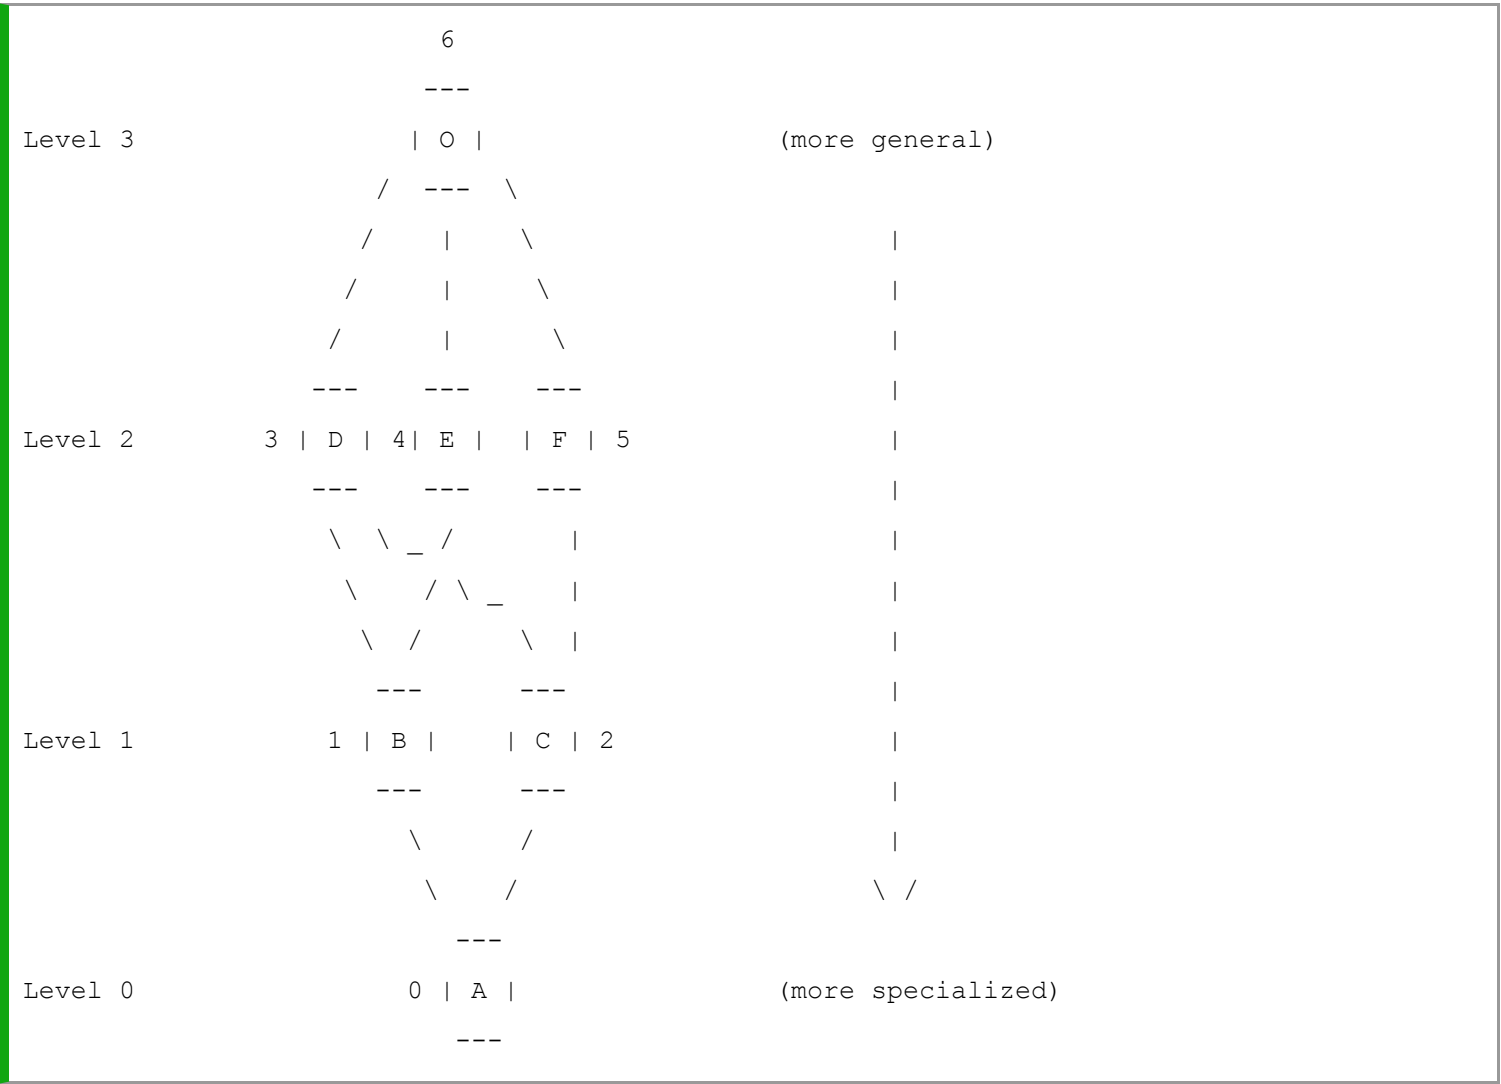 6
                         ---
Level 3                 | O |                  (more general)
                      /  ---  \
                     /    |    \                      |
                    /     |     \                     |
                   /      |      \                    |
                  ---    ---    ---                   |
Level 2        3 | D | 4| E |  | F | 5                |
                  ---    ---    ---                   |
                   \  \ _ /       |                   |
                    \    / \ _    |                   |
                     \  /      \  |                   |
                      ---      ---                    |
Level 1            1 | B |    | C | 2                 |
                      ---      ---                    |
                        \      /                      |
                         \    /                      \ /
                           ---
Level 0                 0 | A |                (more specialized)
                           ---